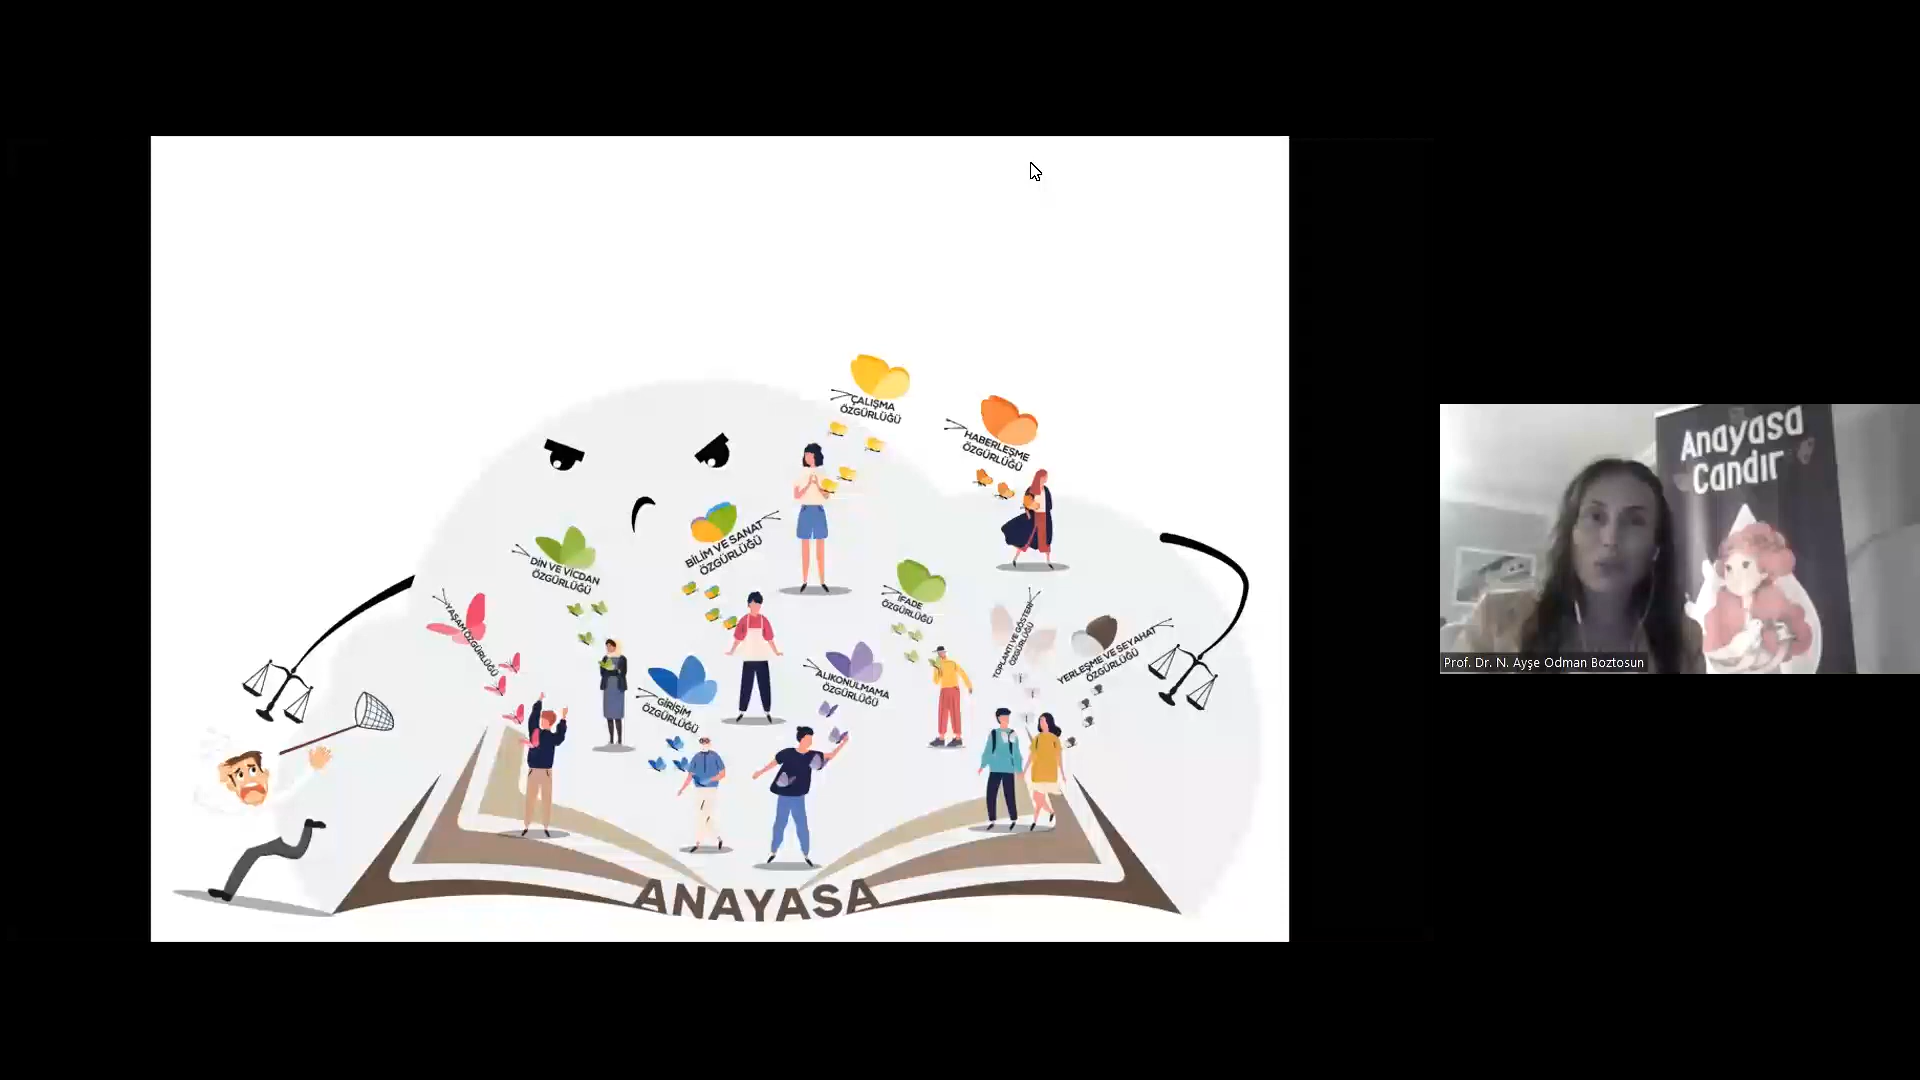 ÇALIŞMA
ÖZGÜRLÜĞÜ
HABERLEŞME
ÖZGÜRLÜĞÜ
BİLİM VE SANAT
ÖZGÜRLÜĞÜ
DİN VE VİCDAN
ÖZGÜRLÜĞÜ
İFADE
ÖZGÜRLÜĞÜ
YAŞAM ÖZGÜRLÜĞÜ
TOPLANTI VE GÖSTERİ
ÖZGÜRLÜĞÜ
YERLEŞME VE SEYAHAT
ÖZGÜRLÜĞÜ
ALIKONULMAMA
ÖZGÜRLÜĞÜ
GİRİŞİM
ÖZGÜRLÜĞÜ
ANAYASA
Anayasa
Candır
Prof. Dr. N. Ayşe Odman Boztosun